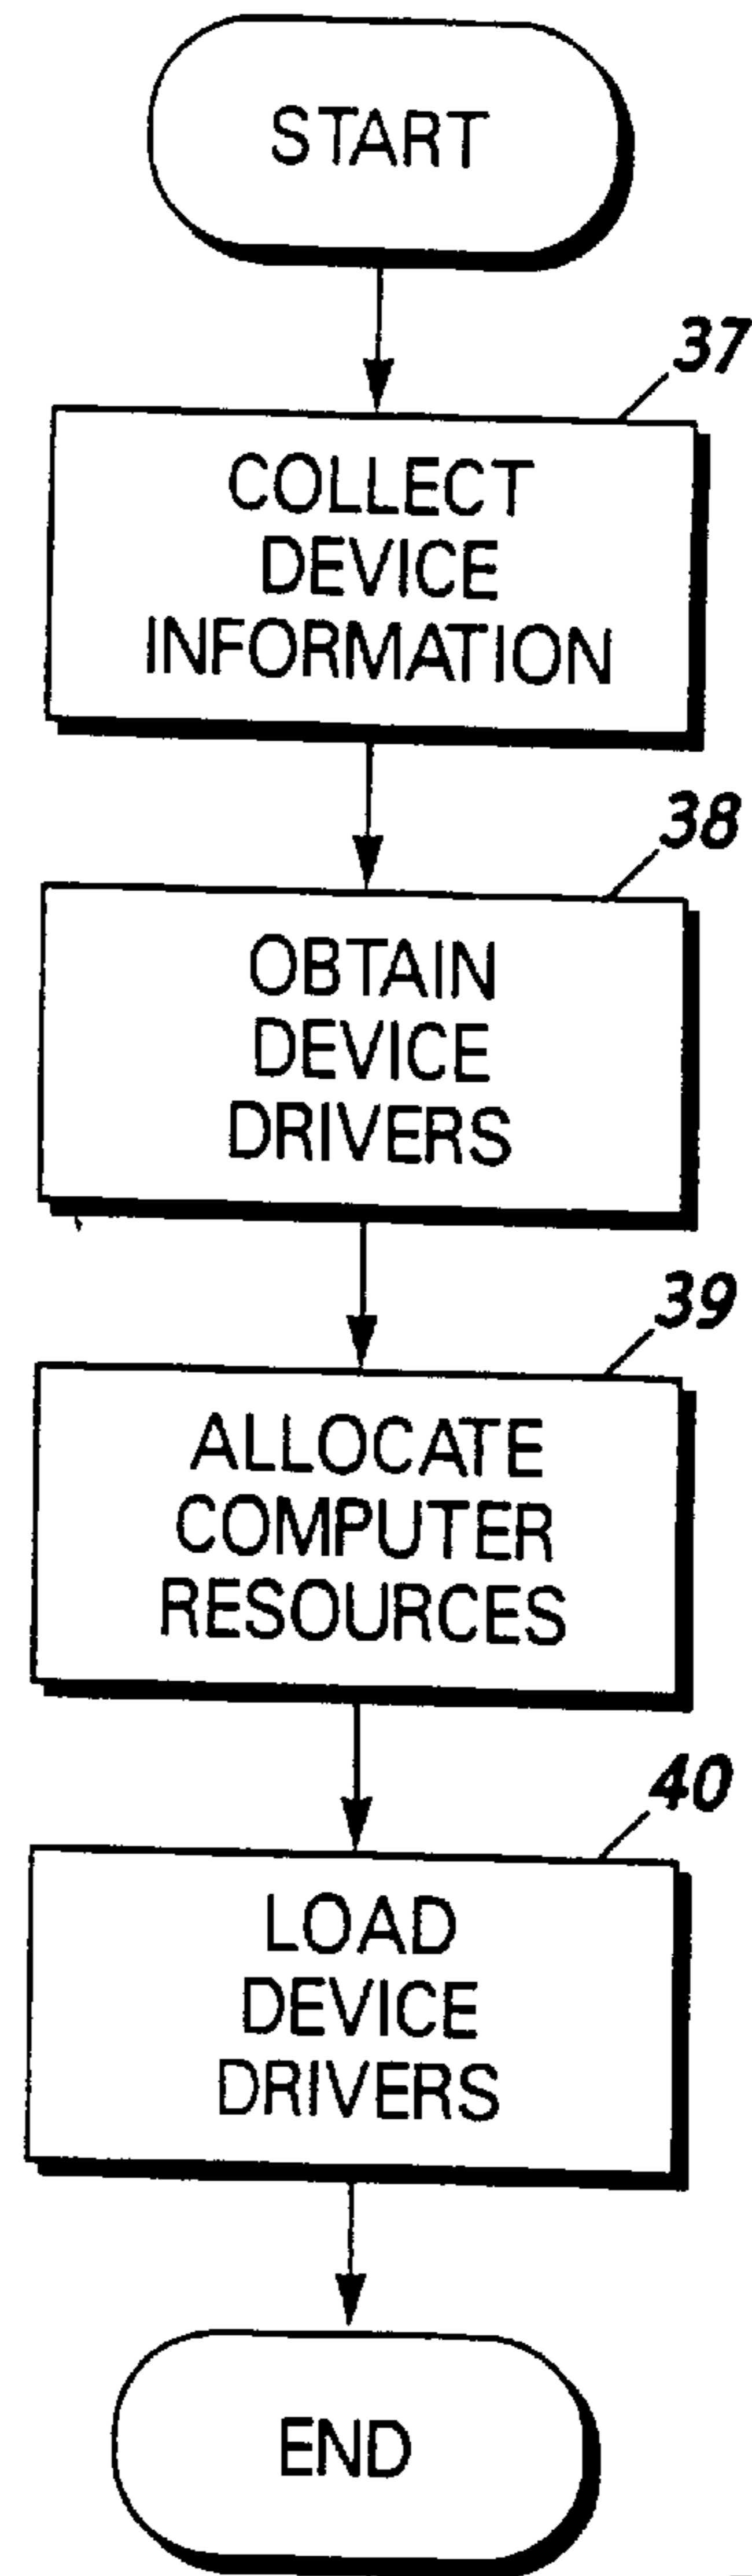 START
37
COLLECT
DEVICE
INFORMATION
38
OBTAIN
DEVICE
DRIVERS
39
ALLOCATE
COMPUTER
RESOURCES
40
LOAD
DEVICE
DRIVERS
END